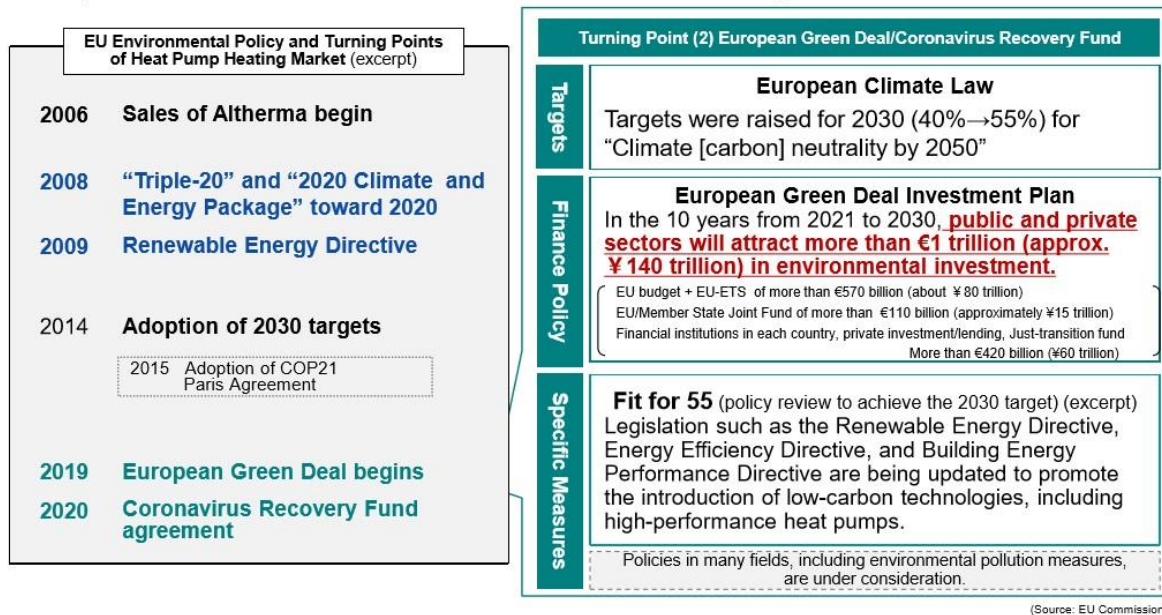 EU Environmental Policy and Turning Points
of Heat Pump Heating Market (excerpt)
2006 Sales of Altherma begin
2008 “Triple-20” and “2020 Climate and
Energy Package” toward 2020
2009 Renewable Energy Directive
2014 Adoption of 2030 targets
2015 Adoption of COP21
Paris Agreement
2019 European Green Deal begins
2020 Coronavirus Recovery Fund
agreement
Turning Point (2) European Green Deal/Coronavirus Recovery Fund
Targets
European Climate Law
Targets were raised for 2030 (40%→55%) for
“Climate [carbon] neutrality by 2050”
Finance Policy
European Green Deal Investment Plan
In the 10 years from 2021 to 2030, public and private
sectors will attract more than €1 trillion (approx.
¥140 trillion) in environmental investment.
EU budget + EU-ETS of more than €570 billion (about ¥80 trillion)
EU/Member State Joint Fund of more than €110 billion (approximately ¥15 trillion)
Financial institutions in each country, private investment/lending, Just-transition fund
More than €420 billion (¥60 trillion)
Specific Measures
Fit for 55 (policy review to achieve the 2030 target) (excerpt)
Legislation such as the Renewable Energy Directive,
Energy Efficiency Directive, and Building Energy
Performance Directive are being updated to promote
the introduction of low-carbon technologies, including
high-performance heat pumps.
Policies in many fields, including environmental pollution measures,
are under consideration.
(Source: EU Commission